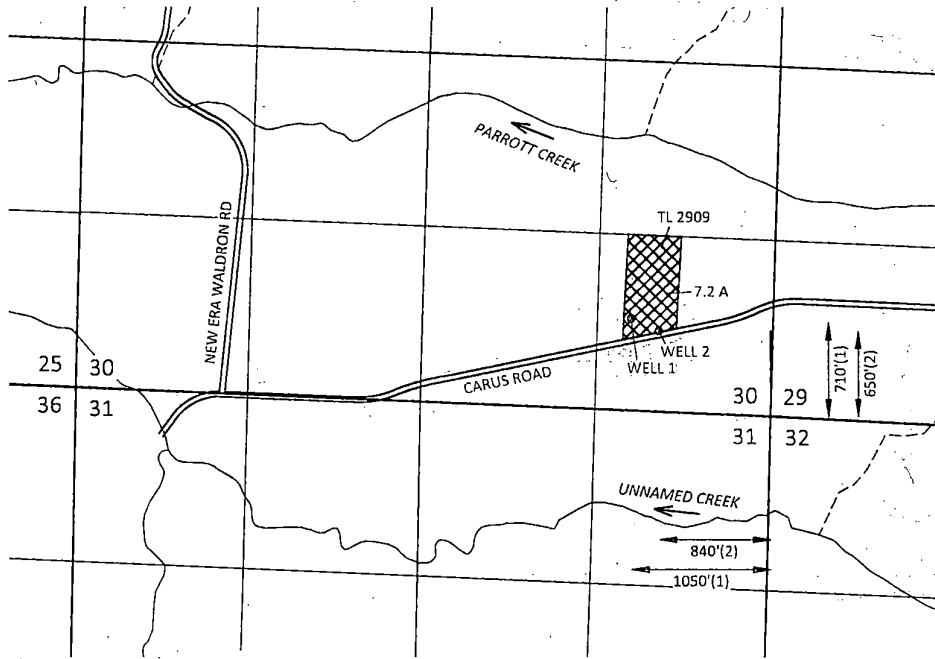 PARROTT CREEK
NEW ERA WALDRON RD
TL 2909
7.2 A
WELL 2
WELL 1
CARUS ROAD
710'(1)
650'(2)
25 30
36 31
30 29
31 32
UNNAMED CREEK
840'(2)
1050'(1)